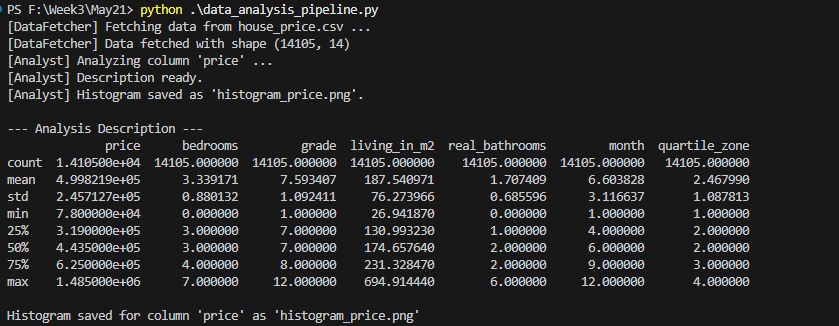 PS F:\Week3\May21> python .\data_analysis_pipeline.py
[DataFetcher] Fetching data from house_price.csv ...
[DataFetcher] Data fetched with shape (14105, 14)
[Analyst] Analyzing column 'price' ...
[Analyst] Description ready.
[Analyst] Histogram saved as 'histogram_price.png'.

--- Analysis Description ---
              price      bedrooms         grade  living_in_m2  real_bathrooms         month  quartile_zone
count  1.410500e+04  14105.000000  14105.000000  14105.000000    14105.000000  14105.000000   14105.000000
mean   4.998219e+05      3.339171      7.593407    187.540971        1.707409      6.603828       2.467990
std    2.457127e+05      0.880132      1.092411     76.273966        0.685596      3.116637       1.087813
min    7.800000e+04      0.000000      1.000000     26.941870        0.000000      1.000000       1.000000
25%    3.190000e+05      3.000000      7.000000    130.993230        1.000000      4.000000       2.000000
50%    4.435000e+05      3.000000      7.000000    174.657640        2.000000      6.000000       2.000000
75%    6.250000e+05      4.000000      8.000000    231.328470        2.000000      9.000000       3.000000
max    1.485000e+06      7.000000     12.000000    694.914440        6.000000     12.000000       4.000000

Histogram saved for column 'price' as 'histogram_price.png'